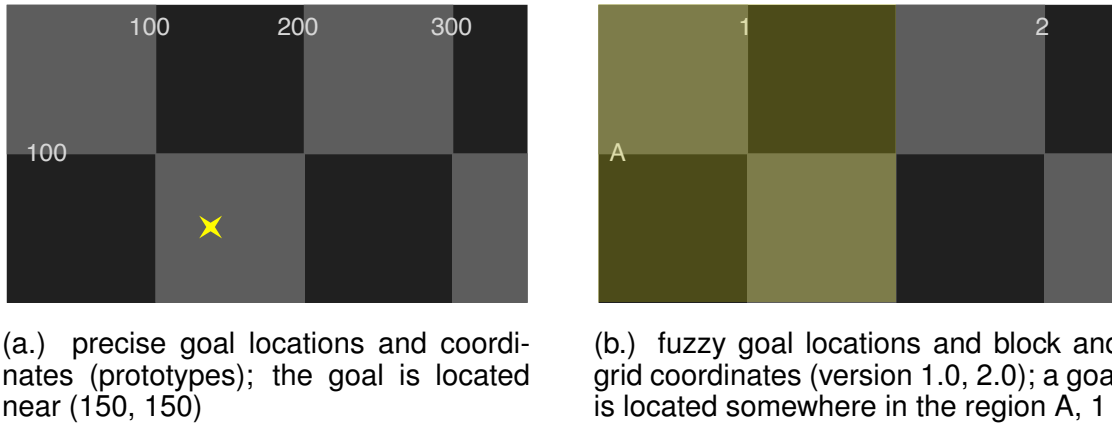 100 200 300
100
1 2
A
(a.) precise goal locations and coordi-
nates (prototypes); the goal is located
near (150, 150)
(b.) fuzzy goal locations and block and
grid coordinates (version 1.0, 2.0); a goa
is located somewhere in the region A, 1